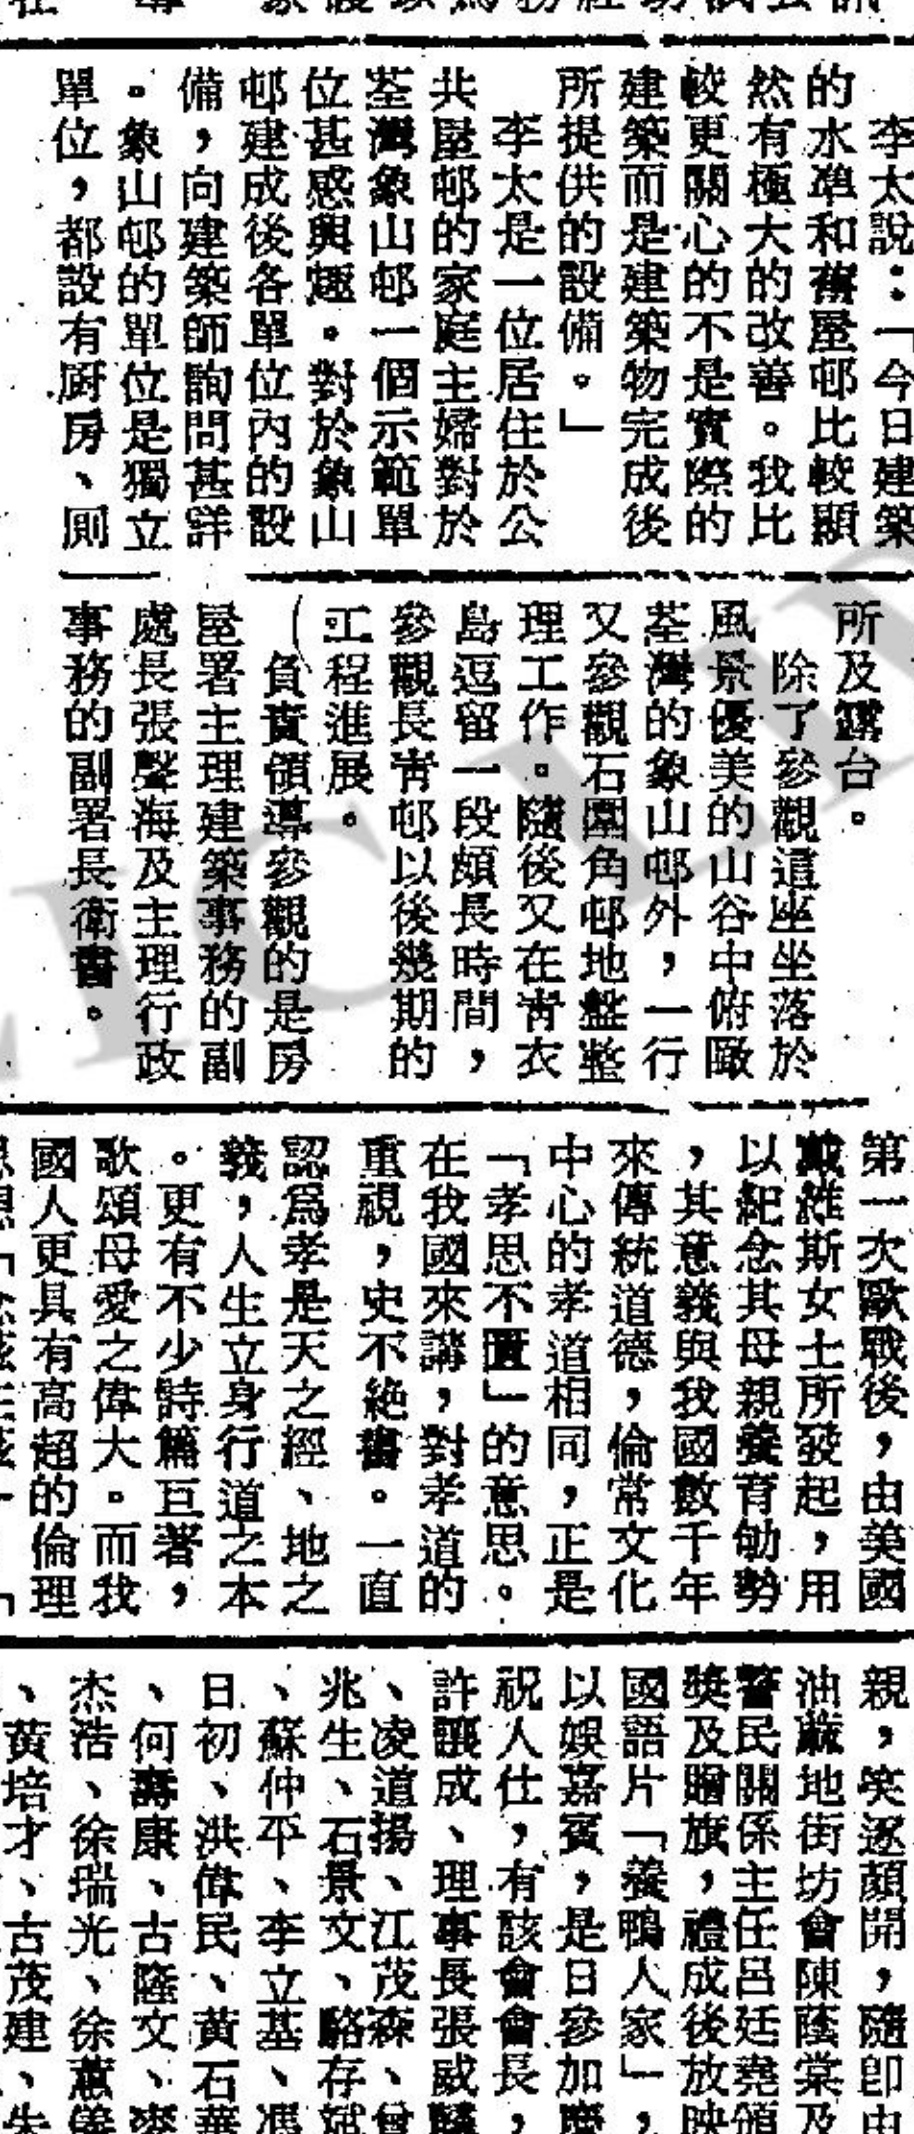 李太說：「今日建築
的水準和舊屋邨比較顯
然有極大的改善。我比
較更關心的不是實際的
建築而是建築物完成後
所提供的設備。」
李太是一位居住於公
共屋邨的家庭主婦對於
荃灣象山邨一個示範單
位甚感興趣。對於象山
邨建成後各單位內的設
備，向建築師詢問甚詳
。象山邨的單位是獨立
單位，都設有厨房、厠
所及露台。
除了參觀這座坐落於
風景優美的山谷中俯瞰
荃灣的象山邨外，一行
又參觀石圍角邨地盤整
理工作。隨後又在青衣
島逗留一段頗長時間，
參觀長青邨以後幾期的
工程進展。
（負責領導參觀的是房
屋署主理建築事務的副
處長張聲海及主理行政
事務的副署長衛書。
第一次歐戰後，由美國
戴維斯女士所發起，用
以紀念其母親養育劬勞
，其意義與我國數千年
來傳統道德，倫常文化
中心的孝道相同，正是
「孝思不匱」的意思。
在我國來講，對孝道的
重視，史不絕書。一直
認為孝是天之經、地之
義，人生立身行道之本
。更有不少詩篇巨著，
歌頌母愛之偉大。而我
國人更具有高超的倫理
親，笑逐顏開，隨即由
油蔴地街坊會陳蔭棠及
警民關係主任呂廷堯頒
獎及贈旗，禮成後放映
國語片「養鴨人家」，
以娛嘉賓，是日參加慶
祝人仕，有該會會長，
許讓成、理事長張威麟
、凌道揚、江茂森、曾
兆生、石景文、駱存斌
、蘇仲平、李立基、馮
日初、洪偉民、黃石華
、何壽康、古隆文、麥
杰浩、徐瑞光、徐蕙儀
、黃培才、古茂建、朱